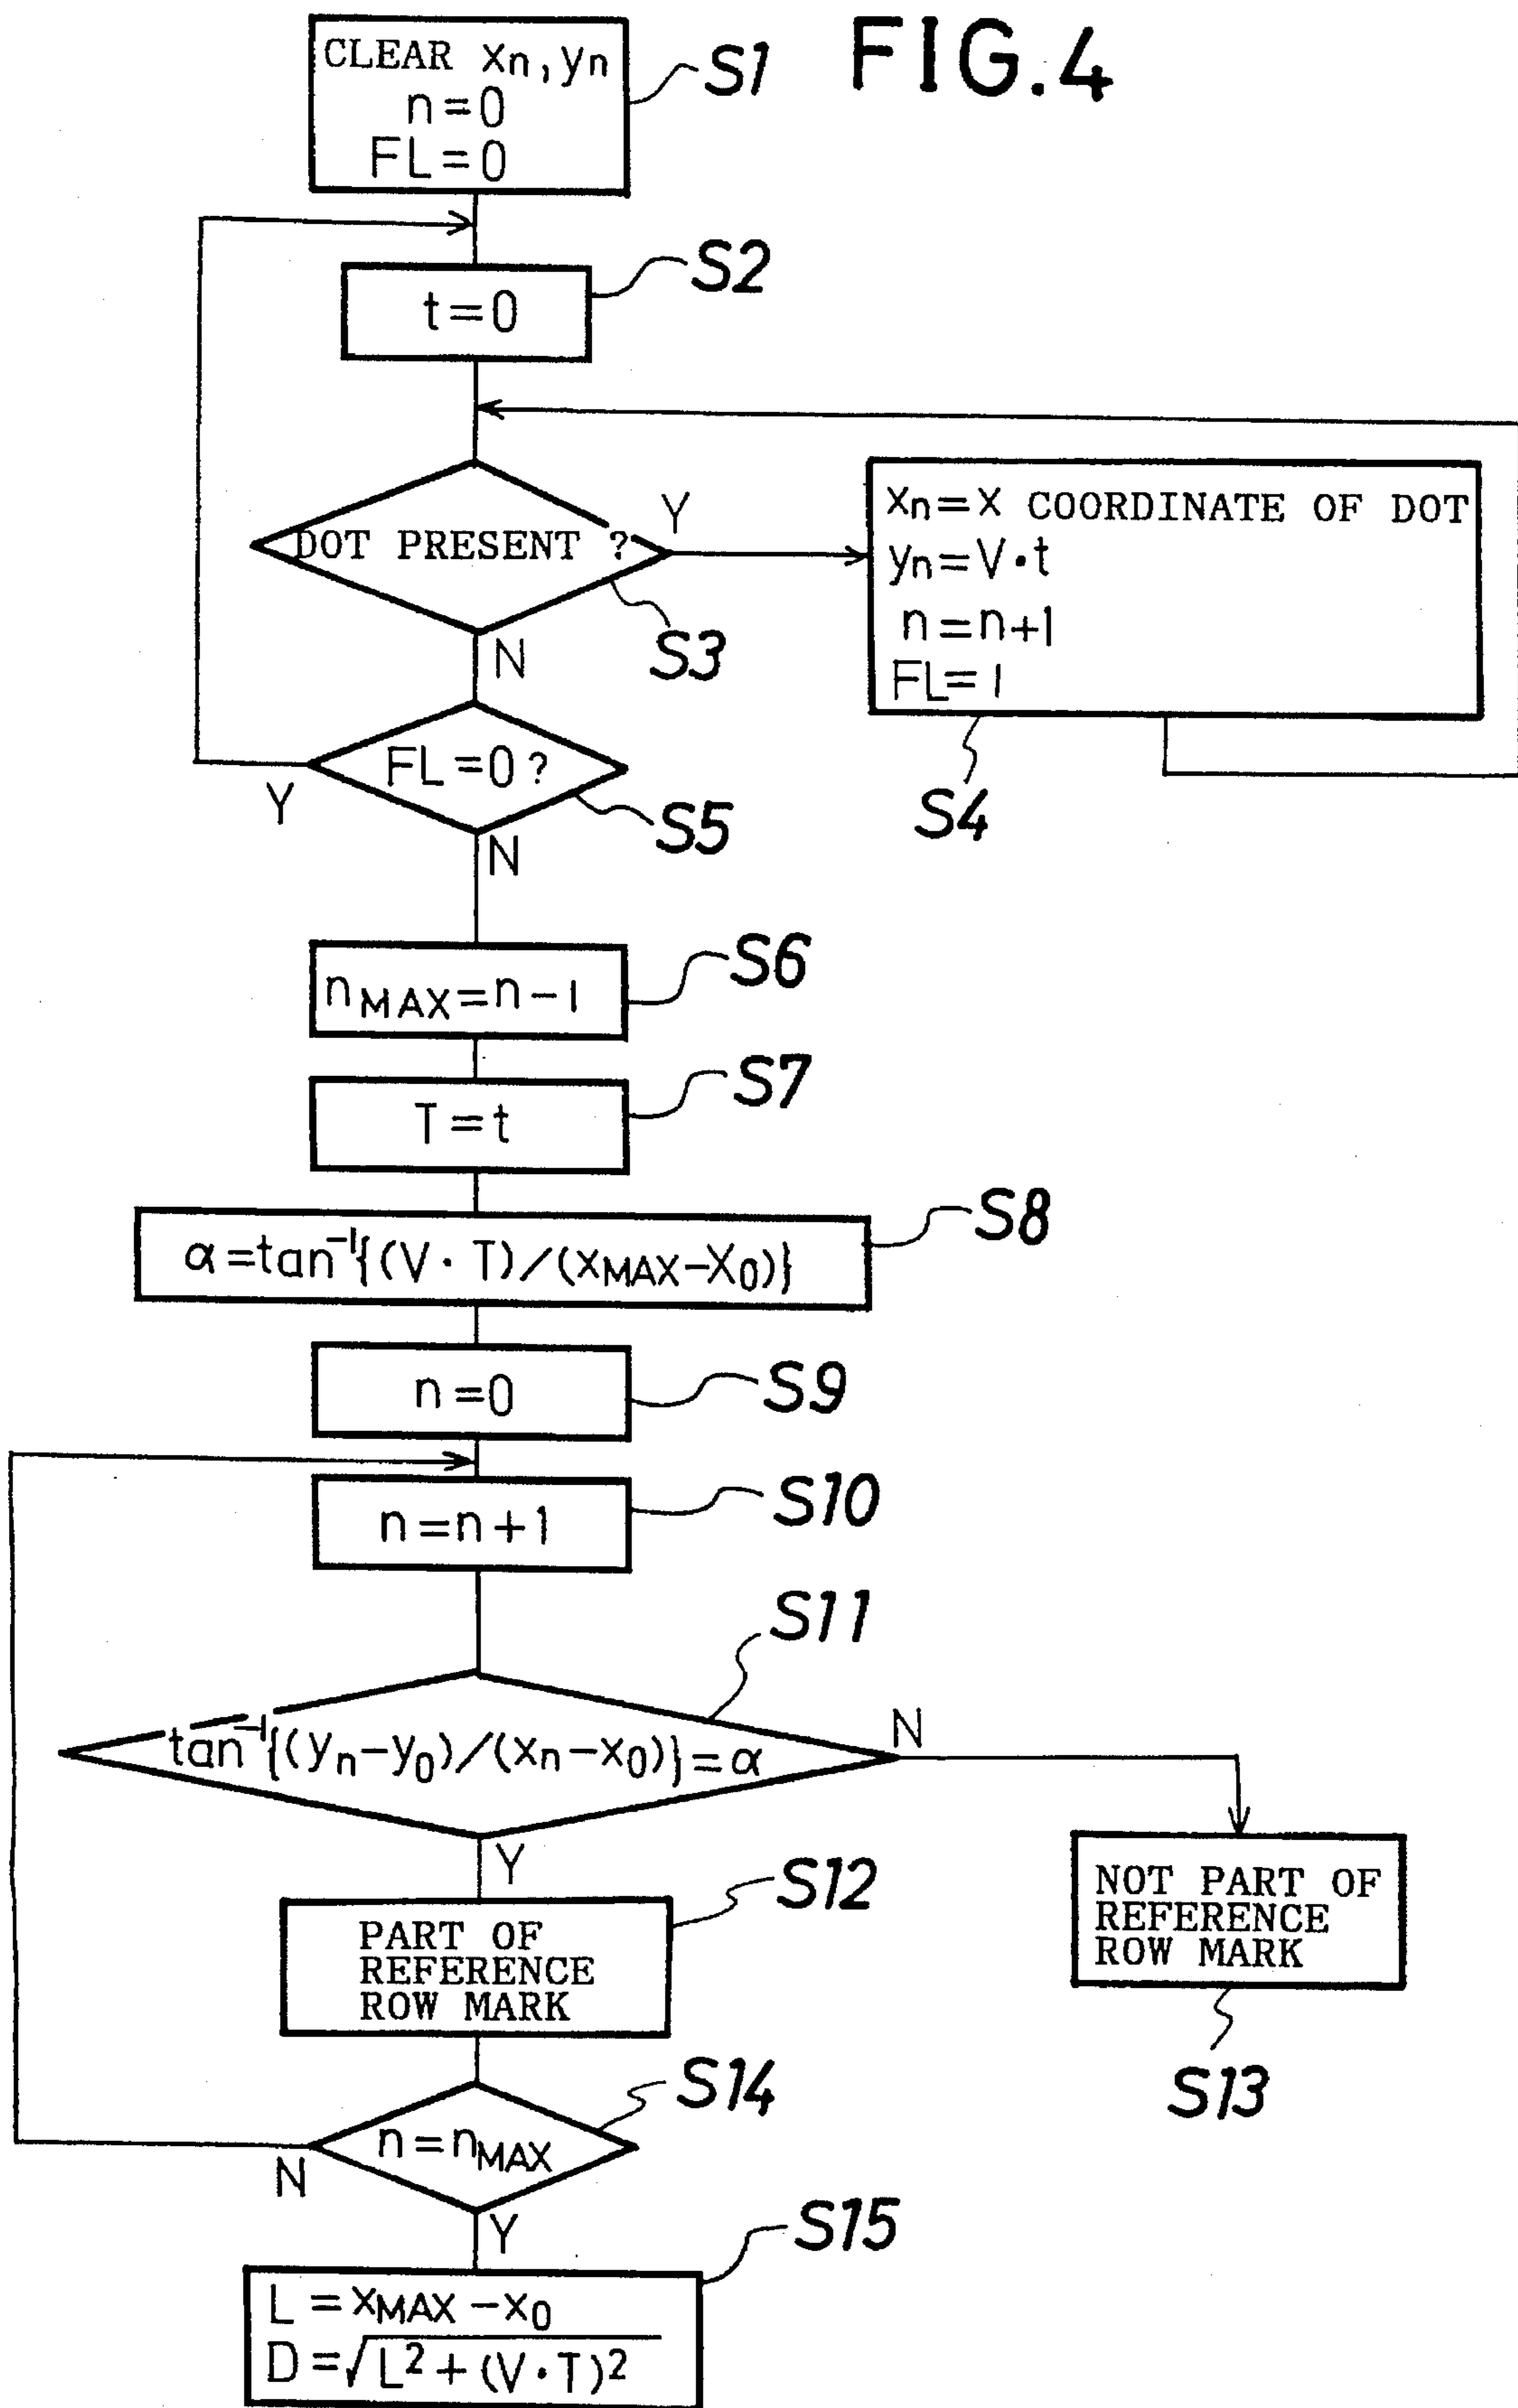 FIG.4
CLEAR xn, yn
n=0
FL=0
S1
t=0
S2
DOT PRESENT ?
Y
N
S3
xn=x COORDINATE OF DOT
yn=V·t
n=n+1
FL=1
S4
FL=0?
Y
N
S5
nMAX=n-1
S6
T=t
S7
α=tan⁻¹{(V·T)/(xMAX-X0)}
S8
n=0
S9
n=n+1
S10
S11
tan⁻¹{(yn-y0)/(xn-x0)}=α
N
Y
S12
PART OF
REFERENCE
ROW MARK
NOT PART OF
REFERENCE
ROW MARK
S13
S14
n=nMAX
N
Y
S15
L=xMAX-x0
D=√L²+(V·T)²